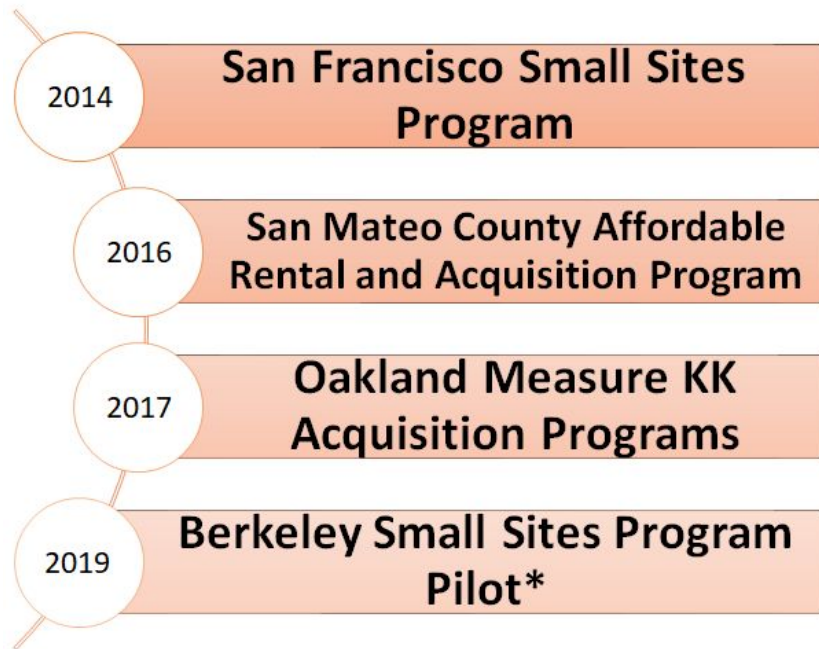 2014
San Francisco Small Sites
Program
2016
San Mateo County Affordable
Rental and Acquisition Program
2017
Oakland Measure KK
Acquisition Programs
2019
Berkeley Small Sites Program
Pilot*